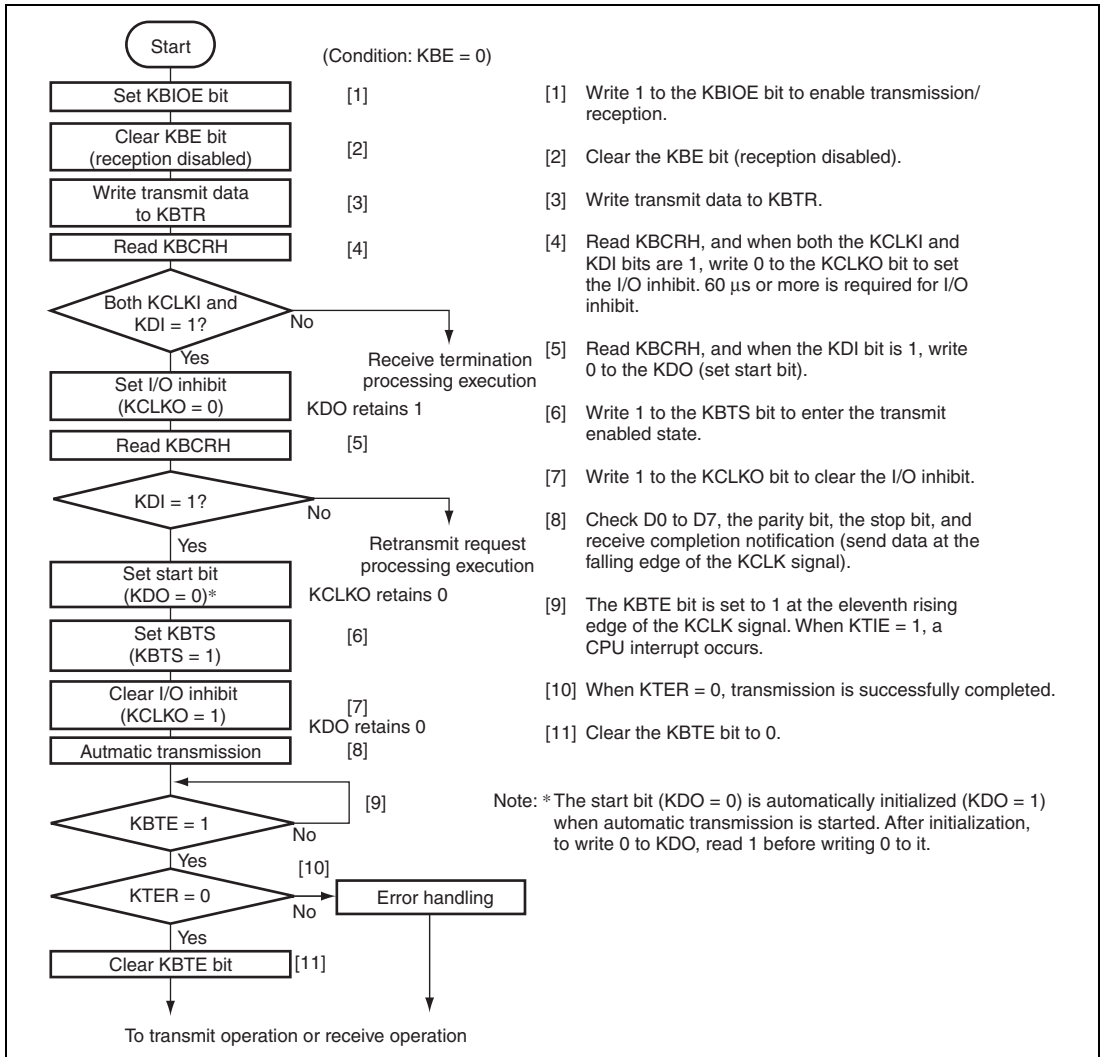 Start
(Condition: KBE = 0)
Set KBIOE bit
[1]
Clear KBE bit
(reception disabled)
[2]
Write transmit data
to KBTR
[3]
Read KBCRH
[4]
Both KCLKI and
KDI = 1?
No
Yes
Receive termination
processing execution
Set I/O inhibit
(KCLKO = 0)
KDO retains 1
Read KBCRH
[5]
KDI = 1?
No
Yes
Retransmit request
processing execution
Set start bit
(KDO = 0)*
KCLKO retains 0
Set KBTS
(KBTS = 1)
[6]
Clear I/O inhibit
(KCLKO = 1)
[7]
KDO retains 0
Autmatic transmission
[8]
KBTE = 1
[9]
No
Yes
[10]
KTER = 0
No
Error handling
Yes
Clear KBTE bit
[11]
To transmit operation or receive operation
[1] Write 1 to the KBIOE bit to enable transmission/
reception.
[2] Clear the KBE bit (reception disabled).
[3] Write transmit data to KBTR.
[4] Read KBCRH, and when both the KCLKI and
KDI bits are 1, write 0 to the KCLKO bit to set
the I/O inhibit. 60 μs or more is required for I/O
inhibit.
[5] Read KBCRH, and when the KDI bit is 1, write
0 to the KDO (set start bit).
[6] Write 1 to the KBTS bit to enter the transmit
enabled state.
[7] Write 1 to the KCLKO bit to clear the I/O inhibit.
[8] Check D0 to D7, the parity bit, the stop bit, and
receive completion notification (send data at the
falling edge of the KCLK signal).
[9] The KBTE bit is set to 1 at the eleventh rising
edge of the KCLK signal. When KTIE = 1, a
CPU interrupt occurs.
[10] When KTER = 0, transmission is successfully completed.
[11] Clear the KBTE bit to 0.
Note: * The start bit (KDO = 0) is automatically initialized (KDO = 1)
when automatic transmission is started. After initialization,
to write 0 to KDO, read 1 before writing 0 to it.